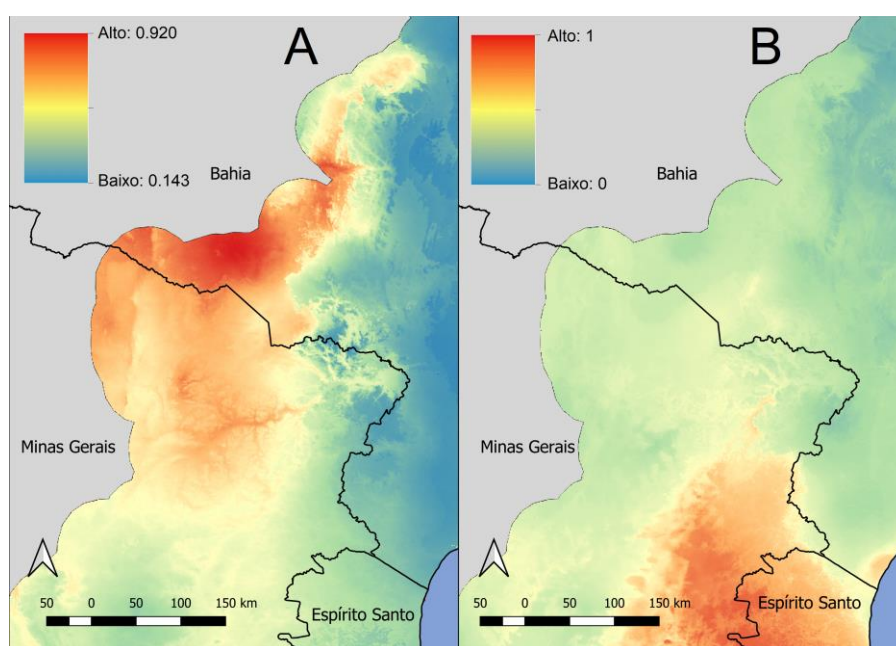 A
Alto: 0.920
Baixo: 0.143
Bahia
Minas Gerais
Espírito Santo
50 0 50 100 150 km
B
Alto: 1
Baixo: 0
Bahia
Minas Gerais
Espírito Santo
50 0 50 100 150 km